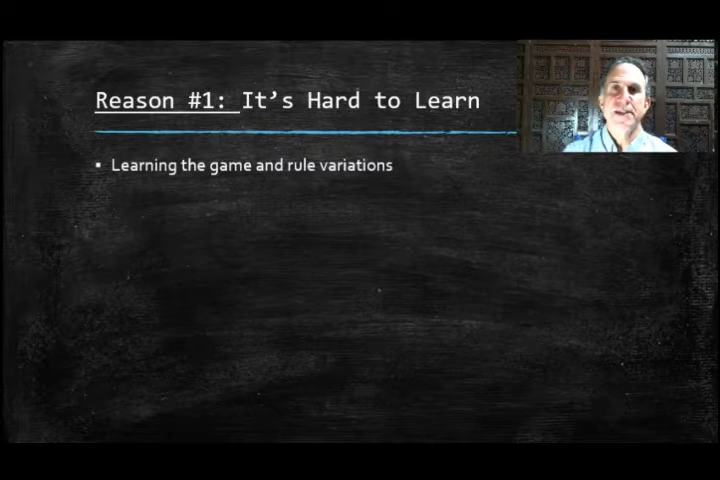 Reason #1: It's Hard to Learn
▪ Learning the game and rule variations